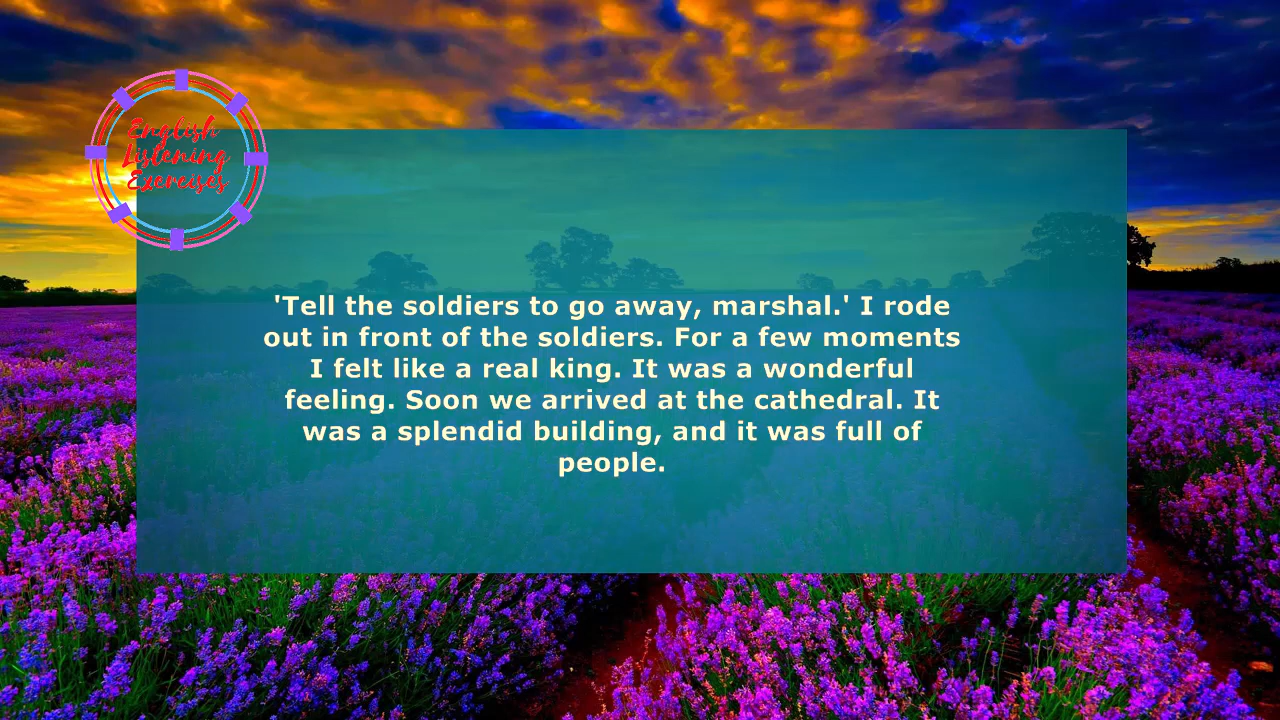 English
Listening
Exercises
'Tell the soldiers to go away, marshal.' I rode
out in front of the soldiers. For a few moments
I felt like a real king. It was a wonderful
feeling. Soon we arrived at the cathedral. It
was a splendid building, and it was full of
people.